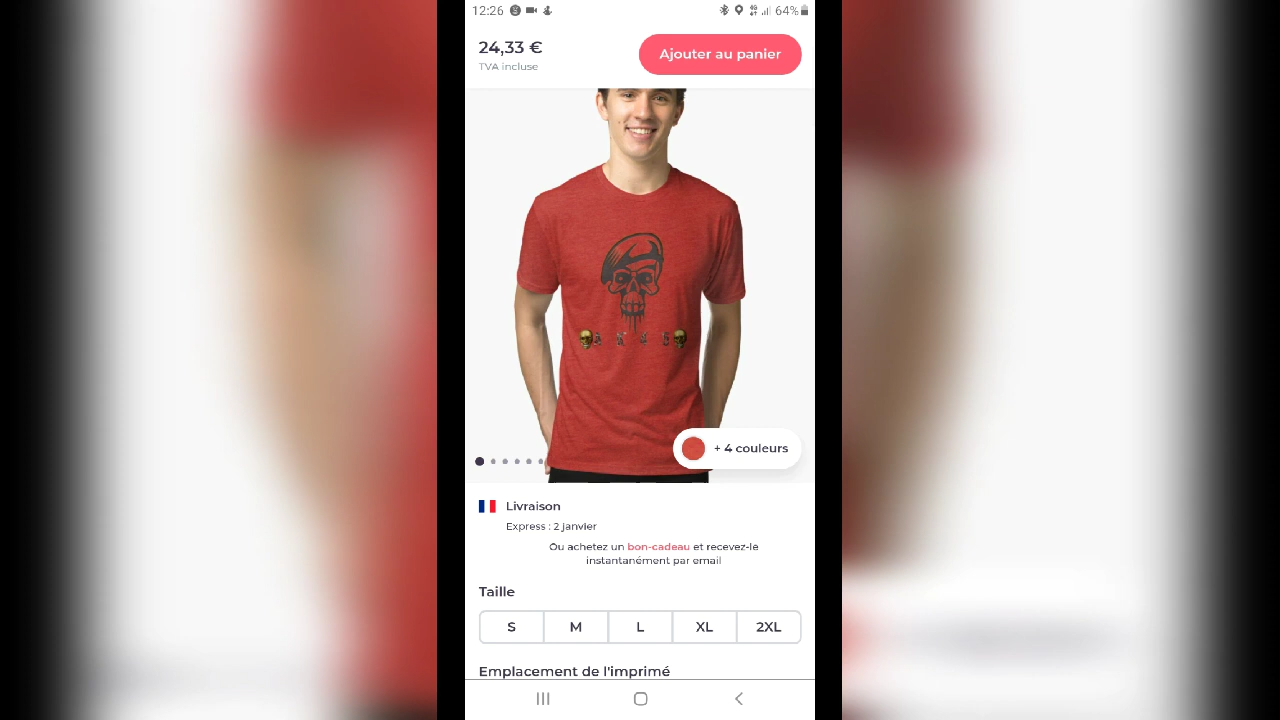 12:26
64%
24,33 €
TVA incluse
Ajouter au panier
+ 4 couleurs
Livraison
Express : 2 janvier
Ou achetez un bon-cadeau et recevez-le
instantanément par email
Taille
S M L XL 2XL
Emplacement de l'imprimé